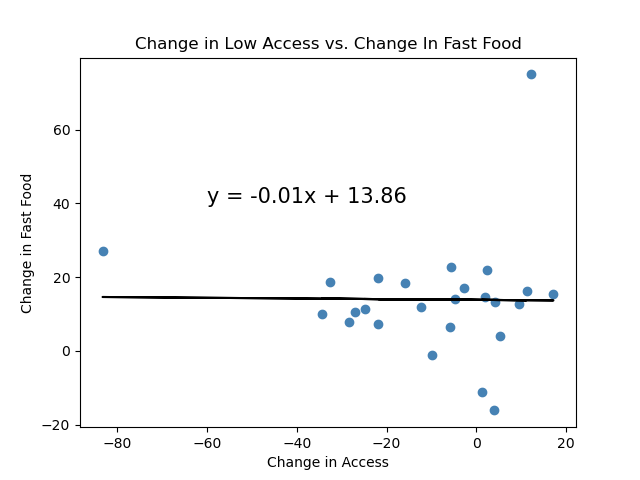 Change in Low Access vs. Change In Fast Food
60
40
20
0
−20
Change in Fast Food
y = -0.01x + 13.86
−80
−60
−40
−20
0
20
Change in Access